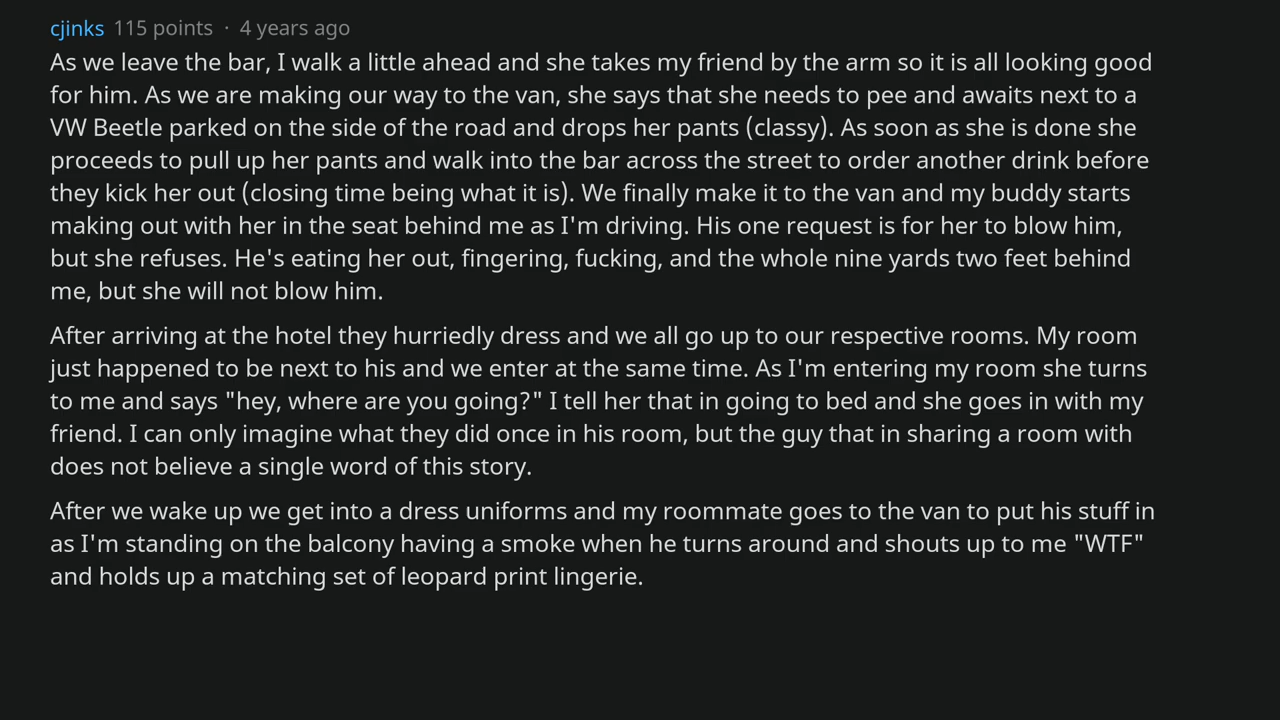 cjinks 115 points · 4 years ago
As we leave the bar, I walk a little ahead and she takes my friend by the arm so it is all looking good
for him. As we are making our way to the van, she says that she needs to pee and awaits next to a
VW Beetle parked on the side of the road and drops her pants (classy). As soon as she is done she
proceeds to pull up her pants and walk into the bar across the street to order another drink before
they kick her out (closing time being what it is). We finally make it to the van and my buddy starts
making out with her in the seat behind me as I'm driving. His one request is for her to blow him,
but she refuses. He's eating her out, fingering, fucking, and the whole nine yards two feet behind
me, but she will not blow him.
After arriving at the hotel they hurriedly dress and we all go up to our respective rooms. My room
just happened to be next to his and we enter at the same time. As I'm entering my room she turns
to me and says "hey, where are you going?" I tell her that in going to bed and she goes in with my
friend. I can only imagine what they did once in his room, but the guy that in sharing a room with
does not believe a single word of this story.
After we wake up we get into a dress uniforms and my roommate goes to the van to put his stuff in
as I'm standing on the balcony having a smoke when he turns around and shouts up to me "WTF"
and holds up a matching set of leopard print lingerie.